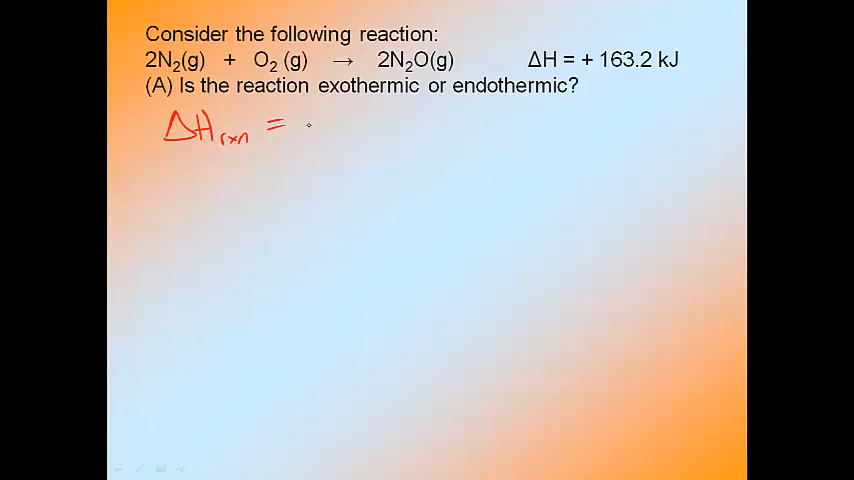 Consider the following reaction:
2N₂(g) + O₂ (g) → 2N₂O(g) ΔH = + 163.2 kJ
(A) Is the reaction exothermic or endothermic?
ΔHrxn =